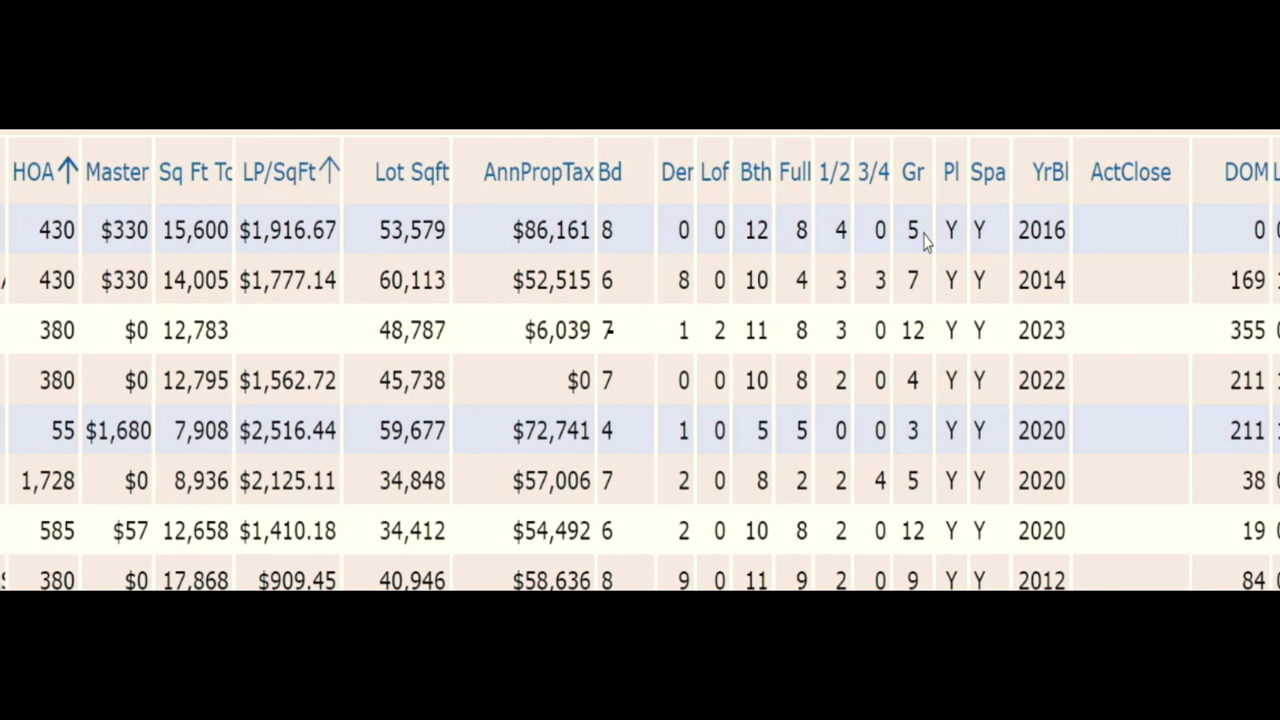 HOA↑ Master Sq Ft Tc LP/SqFt↑ Lot Sqft AnnPropTax Bd Der Lof Bth Full 1/2 3/4 Gr Pl Spa YrBl ActClose DOM L
430 $330 15,600 $1,916.67 53,579 $86,161 8 0 0 12 8 4 0 5 Y Y 2016 0
430 $330 14,005 $1,777.14 60,113 $52,515 6 8 0 10 4 3 3 7 Y Y 2014 169
380 $0 12,783 48,787 $6,039 7 1 2 11 8 3 0 12 Y Y 2023 355
380 $0 12,795 $1,562.72 45,738 $0 7 0 0 10 8 2 0 4 Y Y 2022 211
55 $1,680 7,908 $2,516.44 59,677 $72,741 4 1 0 5 5 0 0 3 Y Y 2020 211
1,728 $0 8,936 $2,125.11 34,848 $57,006 7 2 0 8 2 2 4 5 Y Y 2020 38
585 $57 12,658 $1,410.18 34,412 $54,492 6 2 0 10 8 2 0 12 Y Y 2020 19
380 $0 17,868 $909.45 40,946 $58,636 8 9 0 11 9 2 0 9 Y Y 2012 84